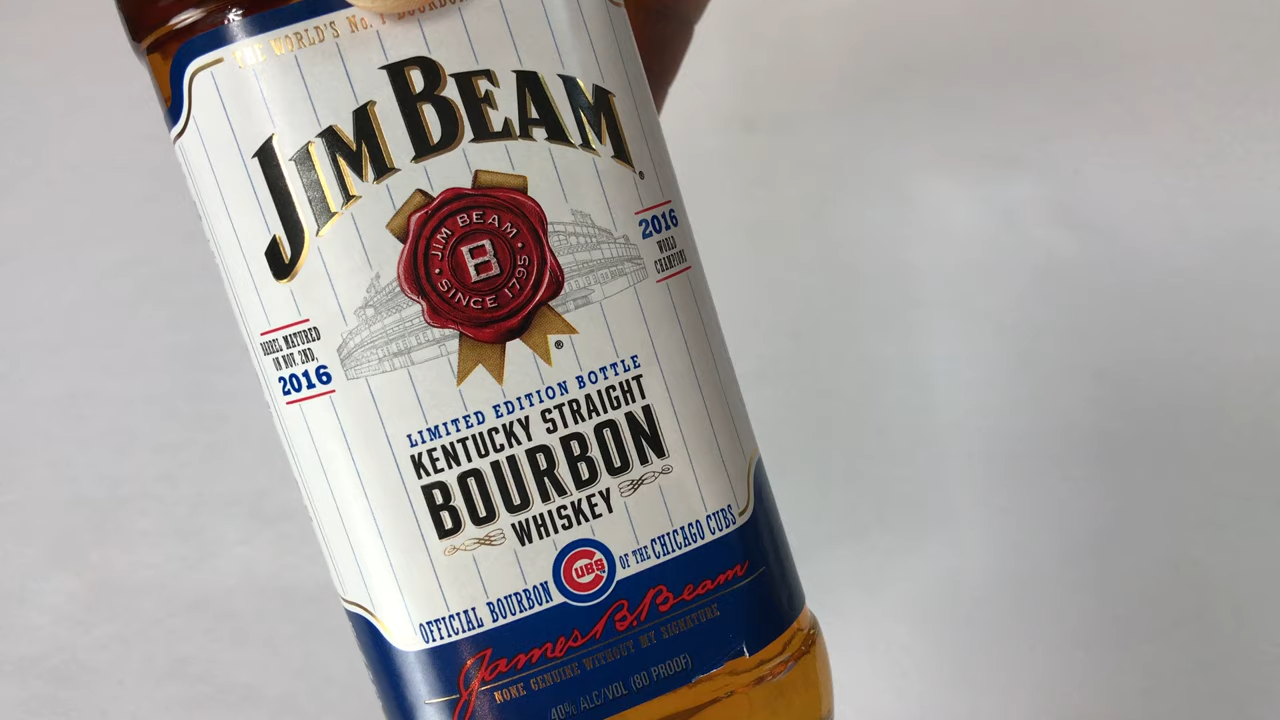 THE WORLD'S No. 1 BOURBON
JIM BEAM
JIM BEAM
B
SINCE 1795
®
2016
WORLD
CHAMPIONS
BARREL MATURED
IN NOV. 2ND,
2016
LIMITED EDITION BOTTLE
KENTUCKY STRAIGHT
BOURBON
WHISKEY
OFFICIAL BOURBON CUBS OF THE CHICAGO CUBS
James B. Beam
NONE GENUINE WITHOUT MY SIGNATURE
40% ALC/VOL (80 PROOF)